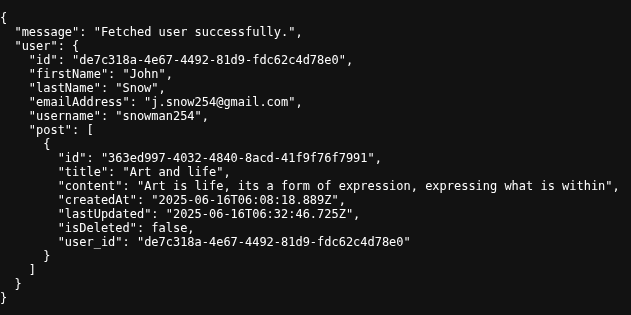 {
  "message": "Fetched user successfully.",
  "user": {
    "id": "de7c318a-4e67-4492-81d9-fdc62c4d78e0",
    "firstName": "John",
    "lastName": "Snow",
    "emailAddress": "j.snow254@gmail.com",
    "username": "snowman254",
    "post": [
      {
        "id": "363ed997-4032-4840-8acd-41f9f76f7991",
        "title": "Art and life",
        "content": "Art is life, its a form of expression, expressing what is within",
        "createdAt": "2025-06-16T06:08:18.889Z",
        "lastUpdated": "2025-06-16T06:32:46.725Z",
        "isDeleted": false,
        "user_id": "de7c318a-4e67-4492-81d9-fdc62c4d78e0"
      }
    ]
  }
}